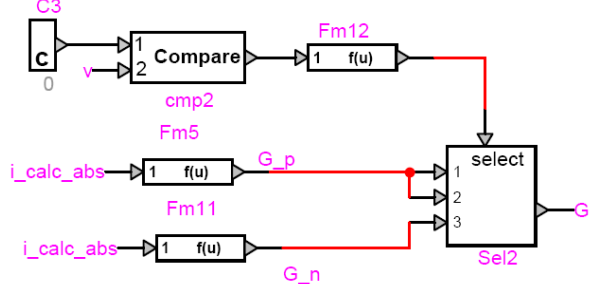 C3
C
0
1
2
Compare
v
cmp2
Fm12
1 f(u)
Fm5
i_calc_abs
1 f(u)
G_p
Fm11
i_calc_abs
1 f(u)
G_n
select
1
2
3
G
Sel2